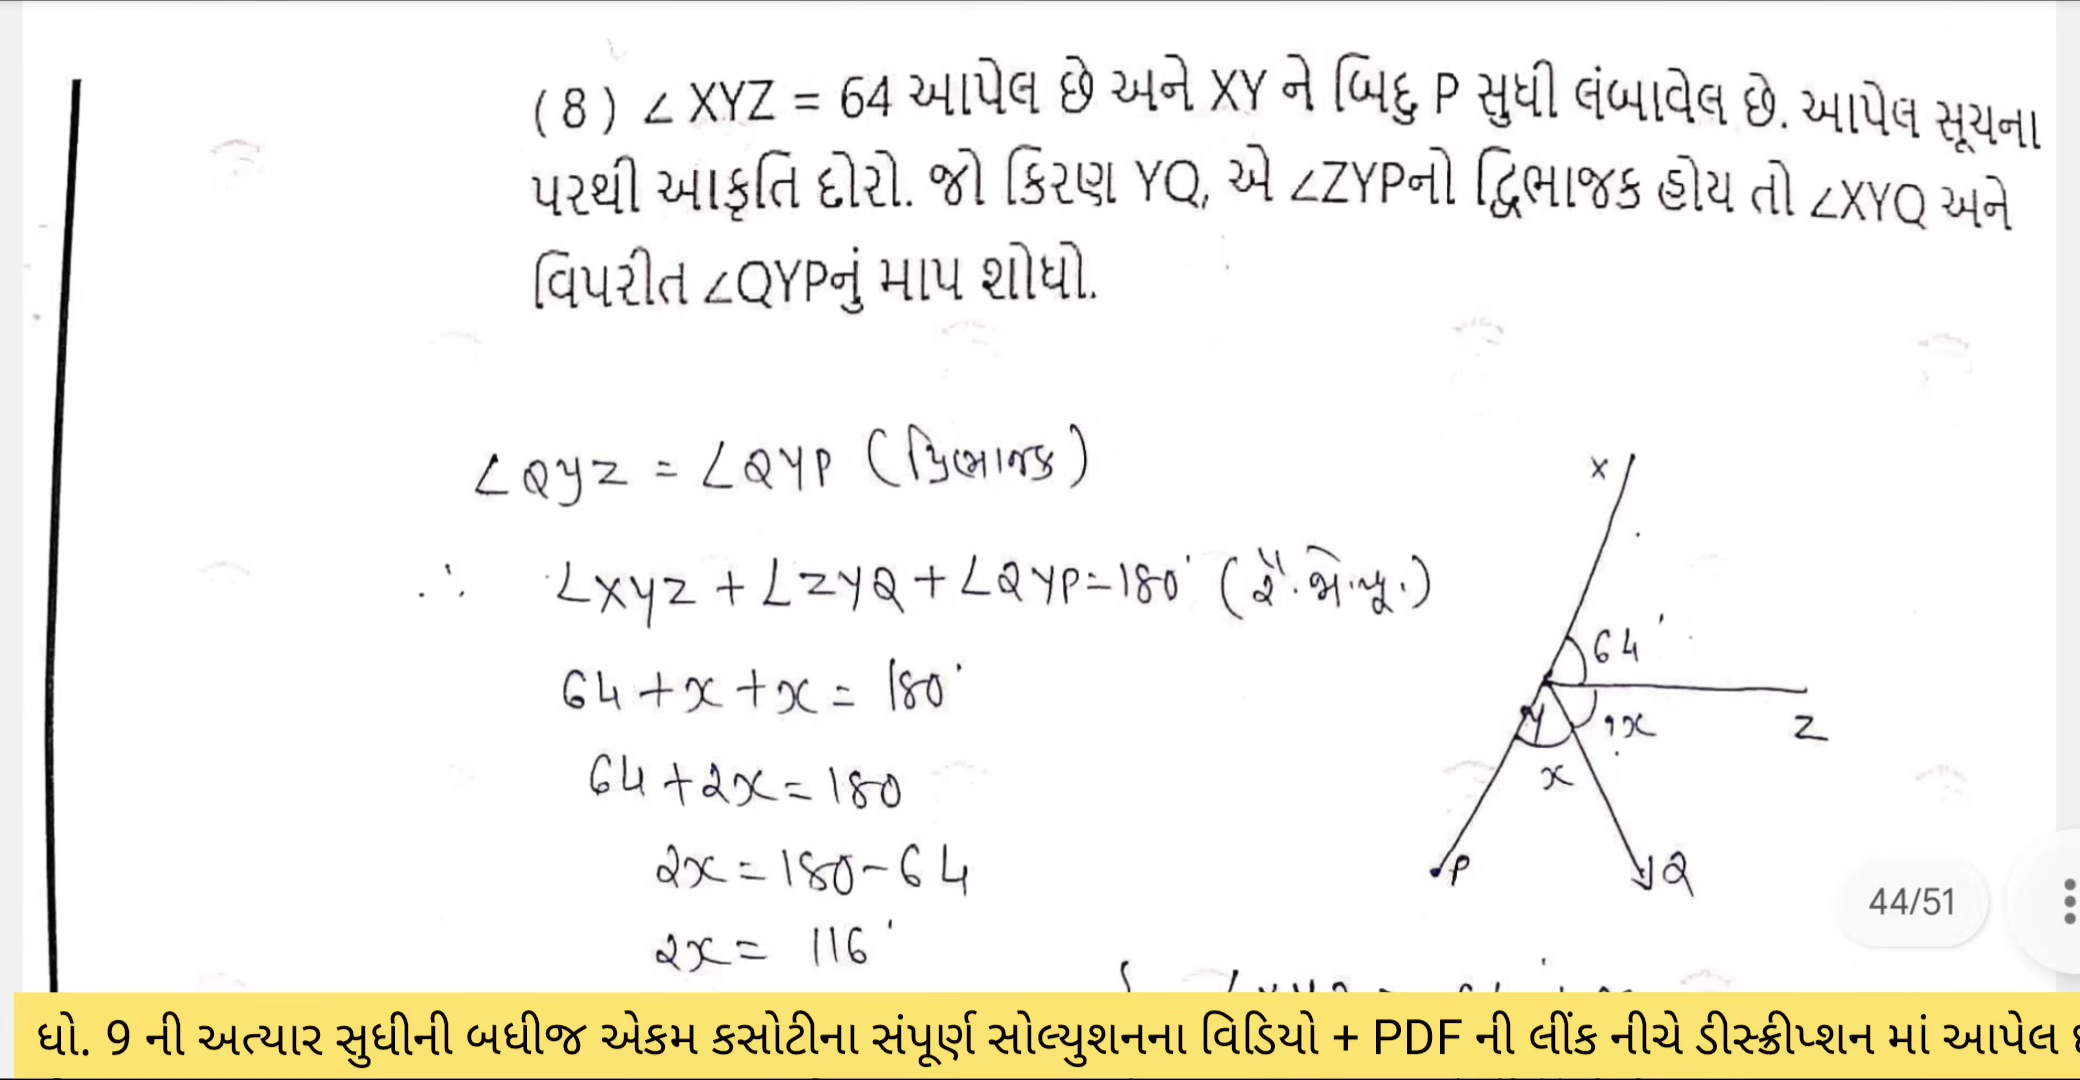 (8) ∠XYZ = 64 આપેલ છે અને XY ને બિદુ P સુધી લંબાવેલ છે. આપેલ સૂચના
પરથી આકૃતિ દોરો. જો કિરણ YQ, એ ∠ZYPનો દ્વિભાજક હોય તો ∠XYQ અને
વિપરીત ∠QYPનું માપ શોધો.
∠QYZ = ∠QYP (દ્વિભાજક)
∴ ∠XYZ + ∠ZYQ + ∠QYP = 180°
64 + x + x = 180°
64 + 2x = 180
2x = 180 - 64
2x = 116°
X
64°
Y
x
Z
x
P
Q
44/51
ધો. 9 ની અત્યાર સુધીની બધીજ એકમ કસોટીના સંપૂર્ણ સોલ્યુશનના વિડિયો + PDF ની લીંક નીચે ડીસ્ક્રીપ્શન માં આપેલ